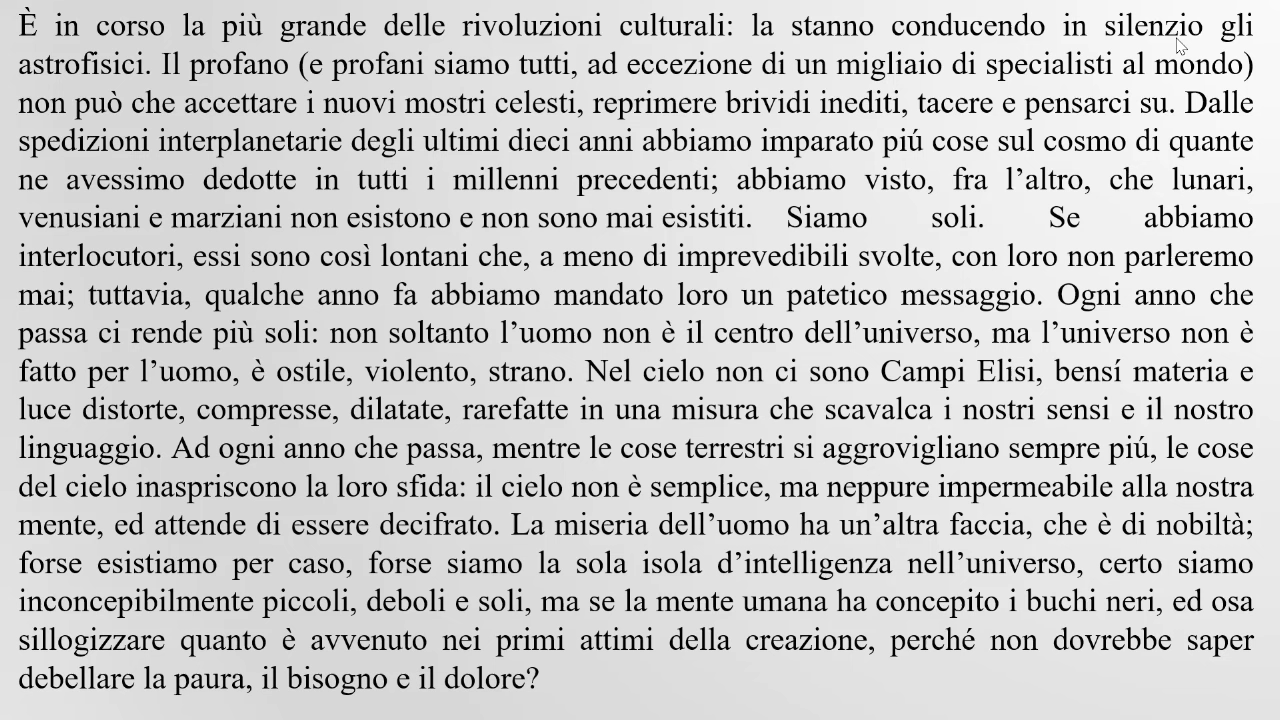 È in corso la più grande delle rivoluzioni culturali: la stanno conducendo in silenzio gli
astrofisici. Il profano (e profani siamo tutti, ad eccezione di un migliaio di specialisti al mondo)
non può che accettare i nuovi mostri celesti, reprimere brividi inediti, tacere e pensarci su. Dalle
spedizioni interplanetarie degli ultimi dieci anni abbiamo imparato piú cose sul cosmo di quante
ne avessimo dedotte in tutti i millenni precedenti; abbiamo visto, fra l’altro, che lunari,
venusiani e marziani non esistono e non sono mai esistiti. Siamo soli. Se abbiamo
interlocutori, essi sono così lontani che, a meno di imprevedibili svolte, con loro non parleremo
mai; tuttavia, qualche anno fa abbiamo mandato loro un patetico messaggio. Ogni anno che
passa ci rende più soli: non soltanto l’uomo non è il centro dell’universo, ma l’universo non è
fatto per l’uomo, è ostile, violento, strano. Nel cielo non ci sono Campi Elisi, bensí materia e
luce distorte, compresse, dilatate, rarefatte in una misura che scavalca i nostri sensi e il nostro
linguaggio. Ad ogni anno che passa, mentre le cose terrestri si aggrovigliano sempre piú, le cose
del cielo inaspriscono la loro sfida: il cielo non è semplice, ma neppure impermeabile alla nostra
mente, ed attende di essere decifrato. La miseria dell’uomo ha un’altra faccia, che è di nobiltà;
forse esistiamo per caso, forse siamo la sola isola d’intelligenza nell’universo, certo siamo
inconcepibilmente piccoli, deboli e soli, ma se la mente umana ha concepito i buchi neri, ed osa
sillogizzare quanto è avvenuto nei primi attimi della creazione, perché non dovrebbe saper
debellare la paura, il bisogno e il dolore?